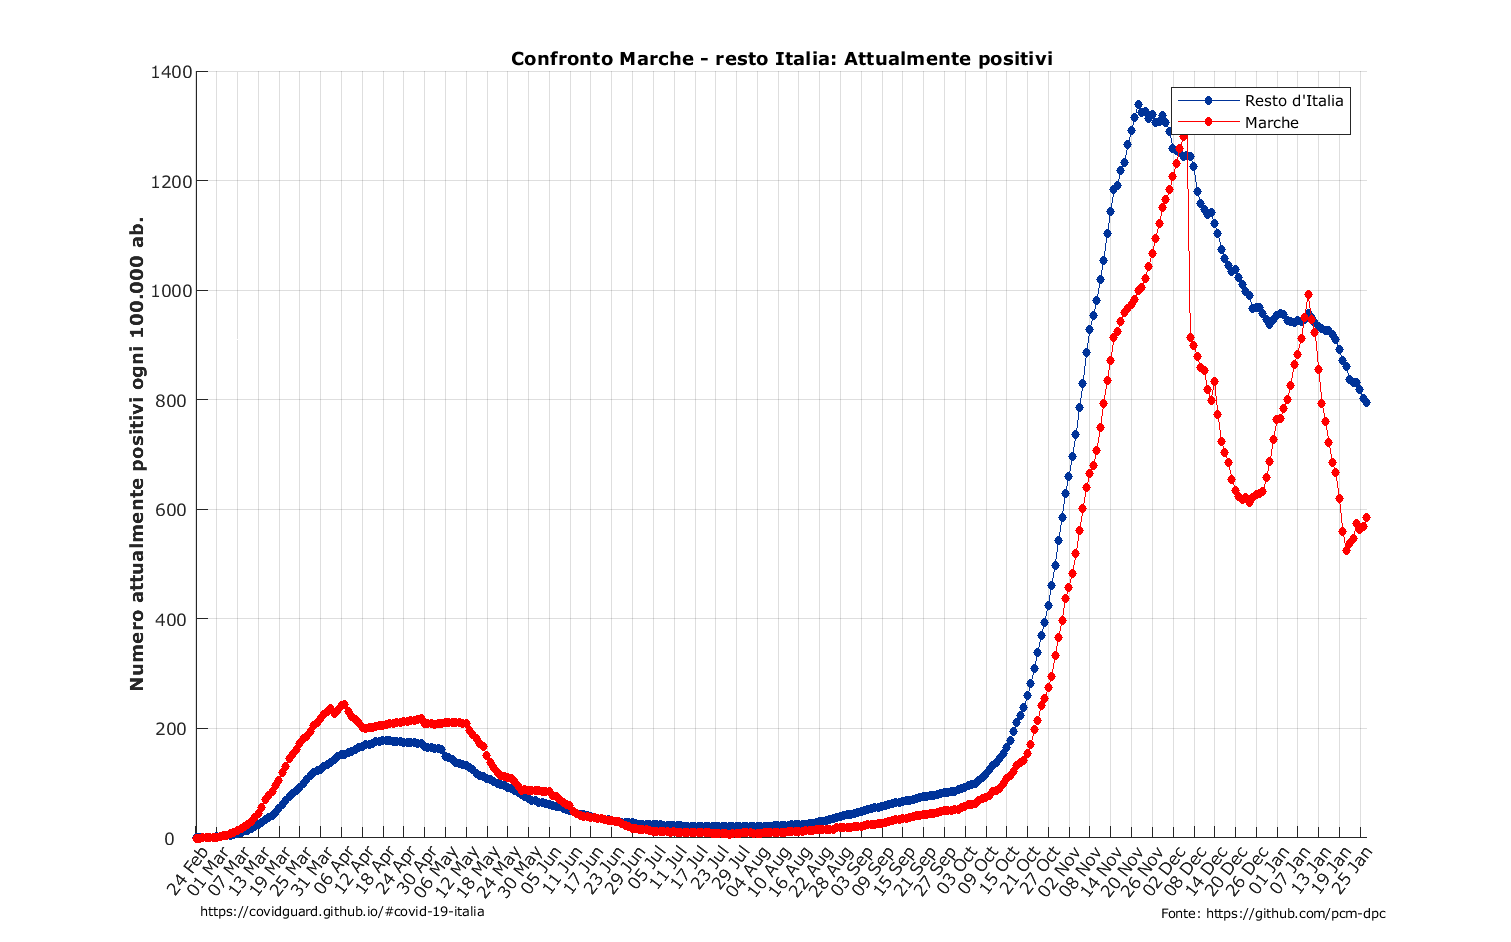 Confronto Marche - resto Italia: Attualmente positivi
Resto d'Italia
Marche
Numero attualmente positivi ogni 100.000 ab.
1400
1200
1000
800
600
400
200
0
24 Feb
01 Mar
07 Mar
13 Mar
19 Mar
25 Mar
31 Mar
06 Apr
12 Apr
18 Apr
24 Apr
30 Apr
06 May
12 May
18 May
24 May
30 May
05 Jun
11 Jun
17 Jun
23 Jun
29 Jun
05 Jul
11 Jul
17 Jul
23 Jul
29 Jul
04 Aug
10 Aug
16 Aug
22 Aug
28 Aug
03 Sep
09 Sep
15 Sep
21 Sep
27 Sep
03 Oct
09 Oct
15 Oct
21 Oct
27 Oct
02 Nov
08 Nov
14 Nov
20 Nov
26 Nov
02 Dec
08 Dec
14 Dec
20 Dec
26 Dec
01 Jan
07 Jan
13 Jan
19 Jan
25 Jan
https://covidguard.github.io/#covid-19-italia
Fonte: https://github.com/pcm-dpc